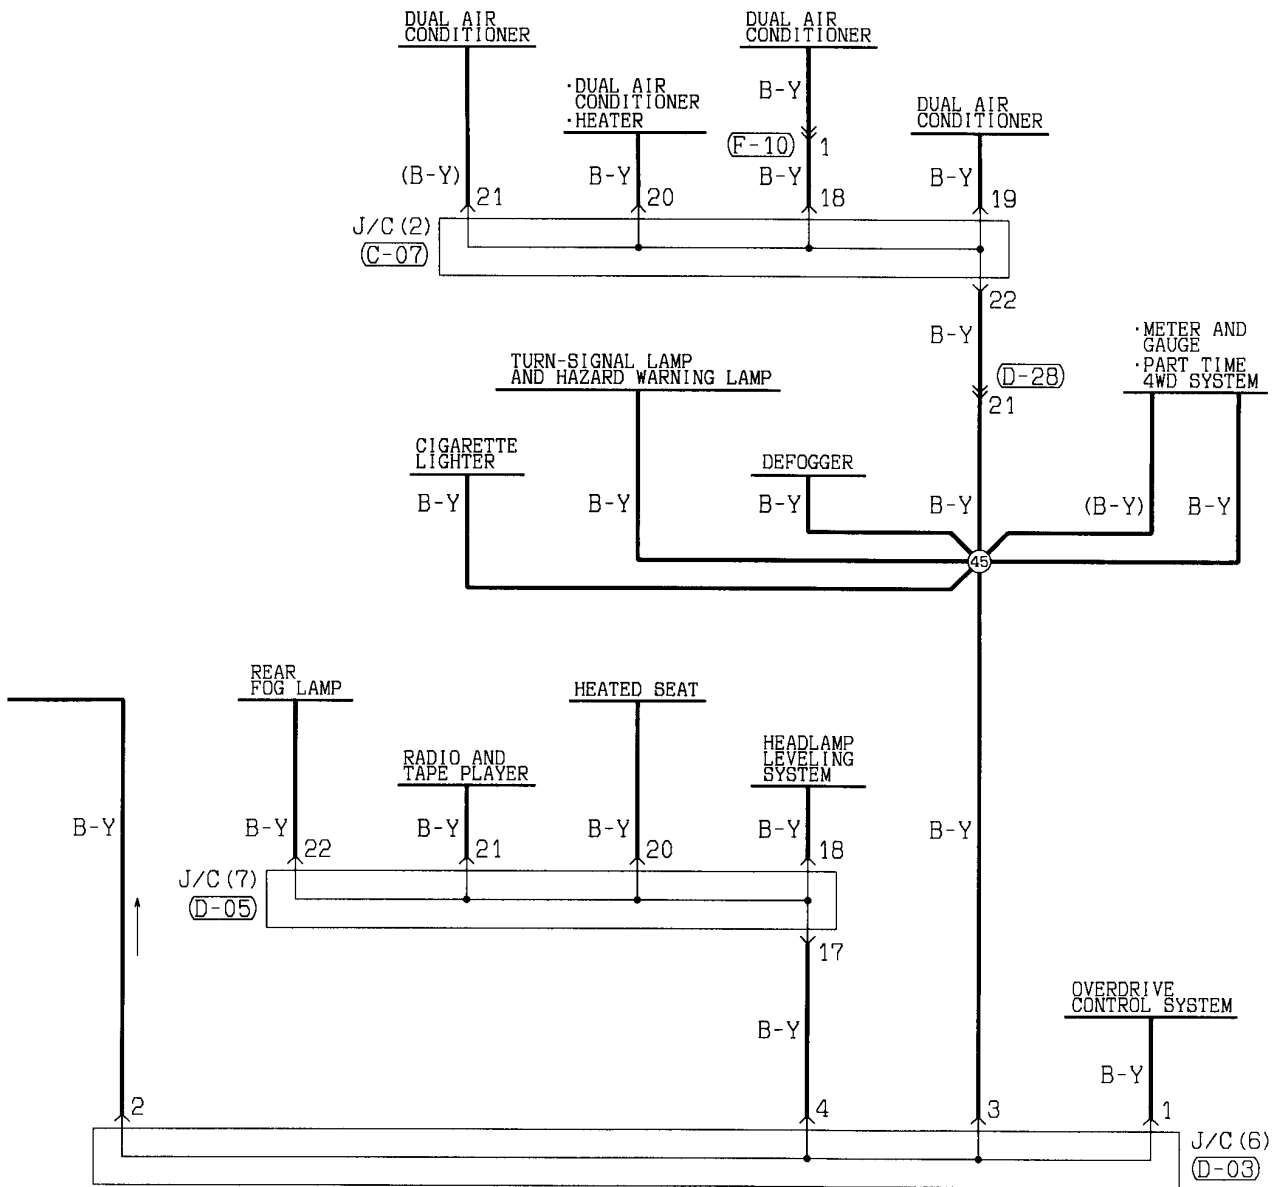 DUAL AIR
CONDITIONER
DUAL AIR
CONDITIONER
·DUAL AIR
CONDITIONER
·HEATER
B-Y
DUAL AIR
CONDITIONER
(F-10)
1
(B-Y)
21
B-Y
20
B-Y
18
B-Y
19
J/C (2)
(C-07)
22
B-Y
·METER AND
GAUGE
·PART TIME
4WD SYSTEM
TURN-SIGNAL LAMP
AND HAZARD WARNING LAMP
(D-28)
21
CIGARETTE
LIGHTER
DEFOGGER
B-Y
B-Y
B-Y
B-Y
(B-Y)
B-Y
45
REAR
FOG LAMP
HEATED SEAT
RADIO AND
TAPE PLAYER
HEADLAMP
LEVELING
SYSTEM
B-Y
B-Y
B-Y
B-Y
B-Y
B-Y
22
21
20
18
J/C (7)
(D-05)
17
OVERDRIVE
CONTROL SYSTEM
B-Y
B-Y
2
4
3
1
J/C (6)
(D-03)